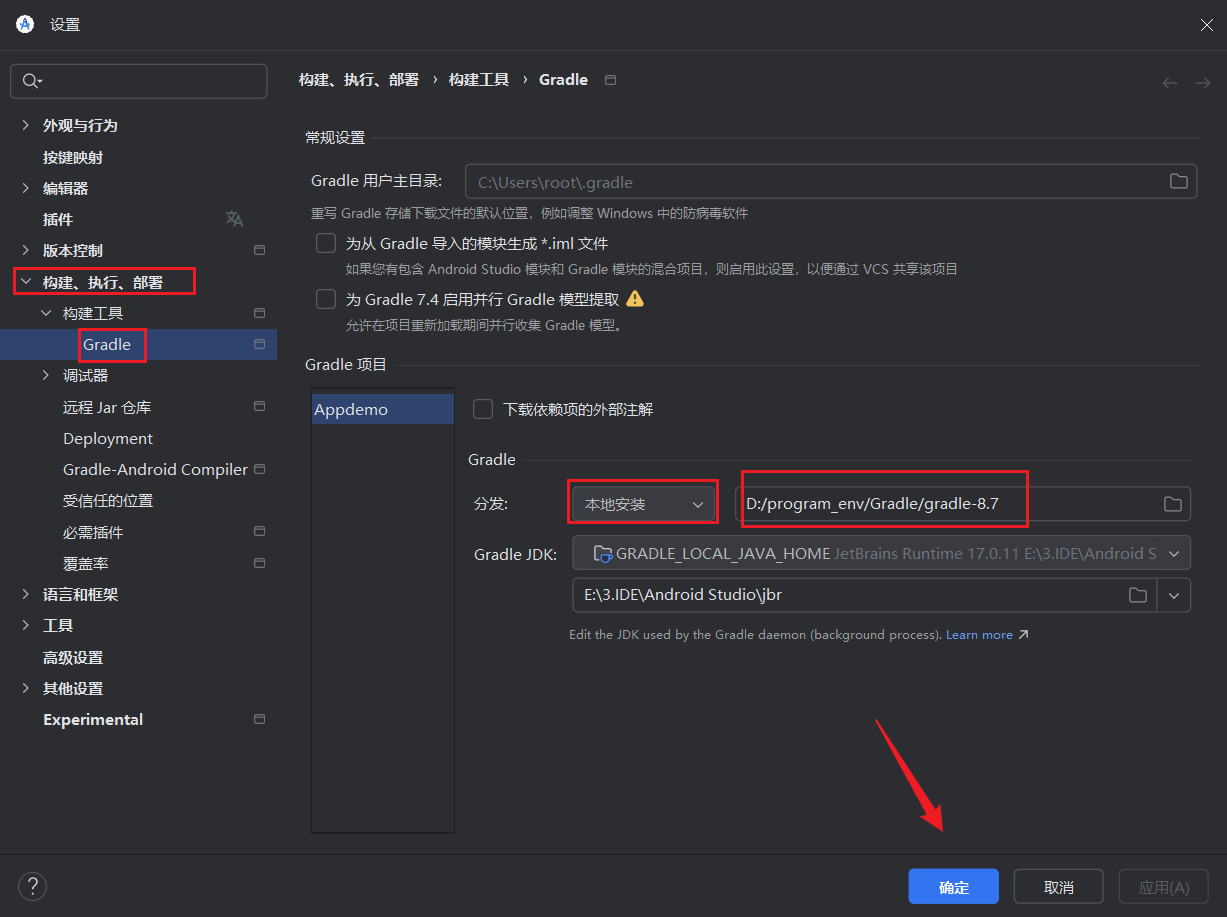 设置
构建、执行、部署 › 构建工具 › Gradle
外观与行为
按键映射
编辑器
插件
版本控制
构建、执行、部署
构建工具
Gradle
调试器
远程 Jar 仓库
Deployment
Gradle-Android Compiler
受信任的位置
必需插件
覆盖率
语言和框架
工具
高级设置
其他设置
Experimental
常规设置
Gradle 用户主目录: C:\Users\root\.gradle
重写 Gradle 存储下载文件的默认位置，例如调整 Windows 中的防病毒软件
为从 Gradle 导入的模块生成 *.iml 文件
如果您有包含 Android Studio 模块和 Gradle 模块的混合项目，则启用此设置，以便通过 VCS 共享该项目
为 Gradle 7.4 启用并行 Gradle 模型提取
允许在项目重新加载期间并行收集 Gradle 模型。
Gradle 项目
Appdemo
下载依赖项的外部注解
Gradle
分发: 本地安装 D:/program_env/Gradle/gradle-8.7
Gradle JDK: GRADLE_LOCAL_JAVA_HOME JetBrains Runtime 17.0.11 E:\3.IDE\Android S
E:\3.IDE\Android Studio\jbr
Edit the JDK used by the Gradle daemon (background process). Learn more ↗
? 确定 取消 应用(A)